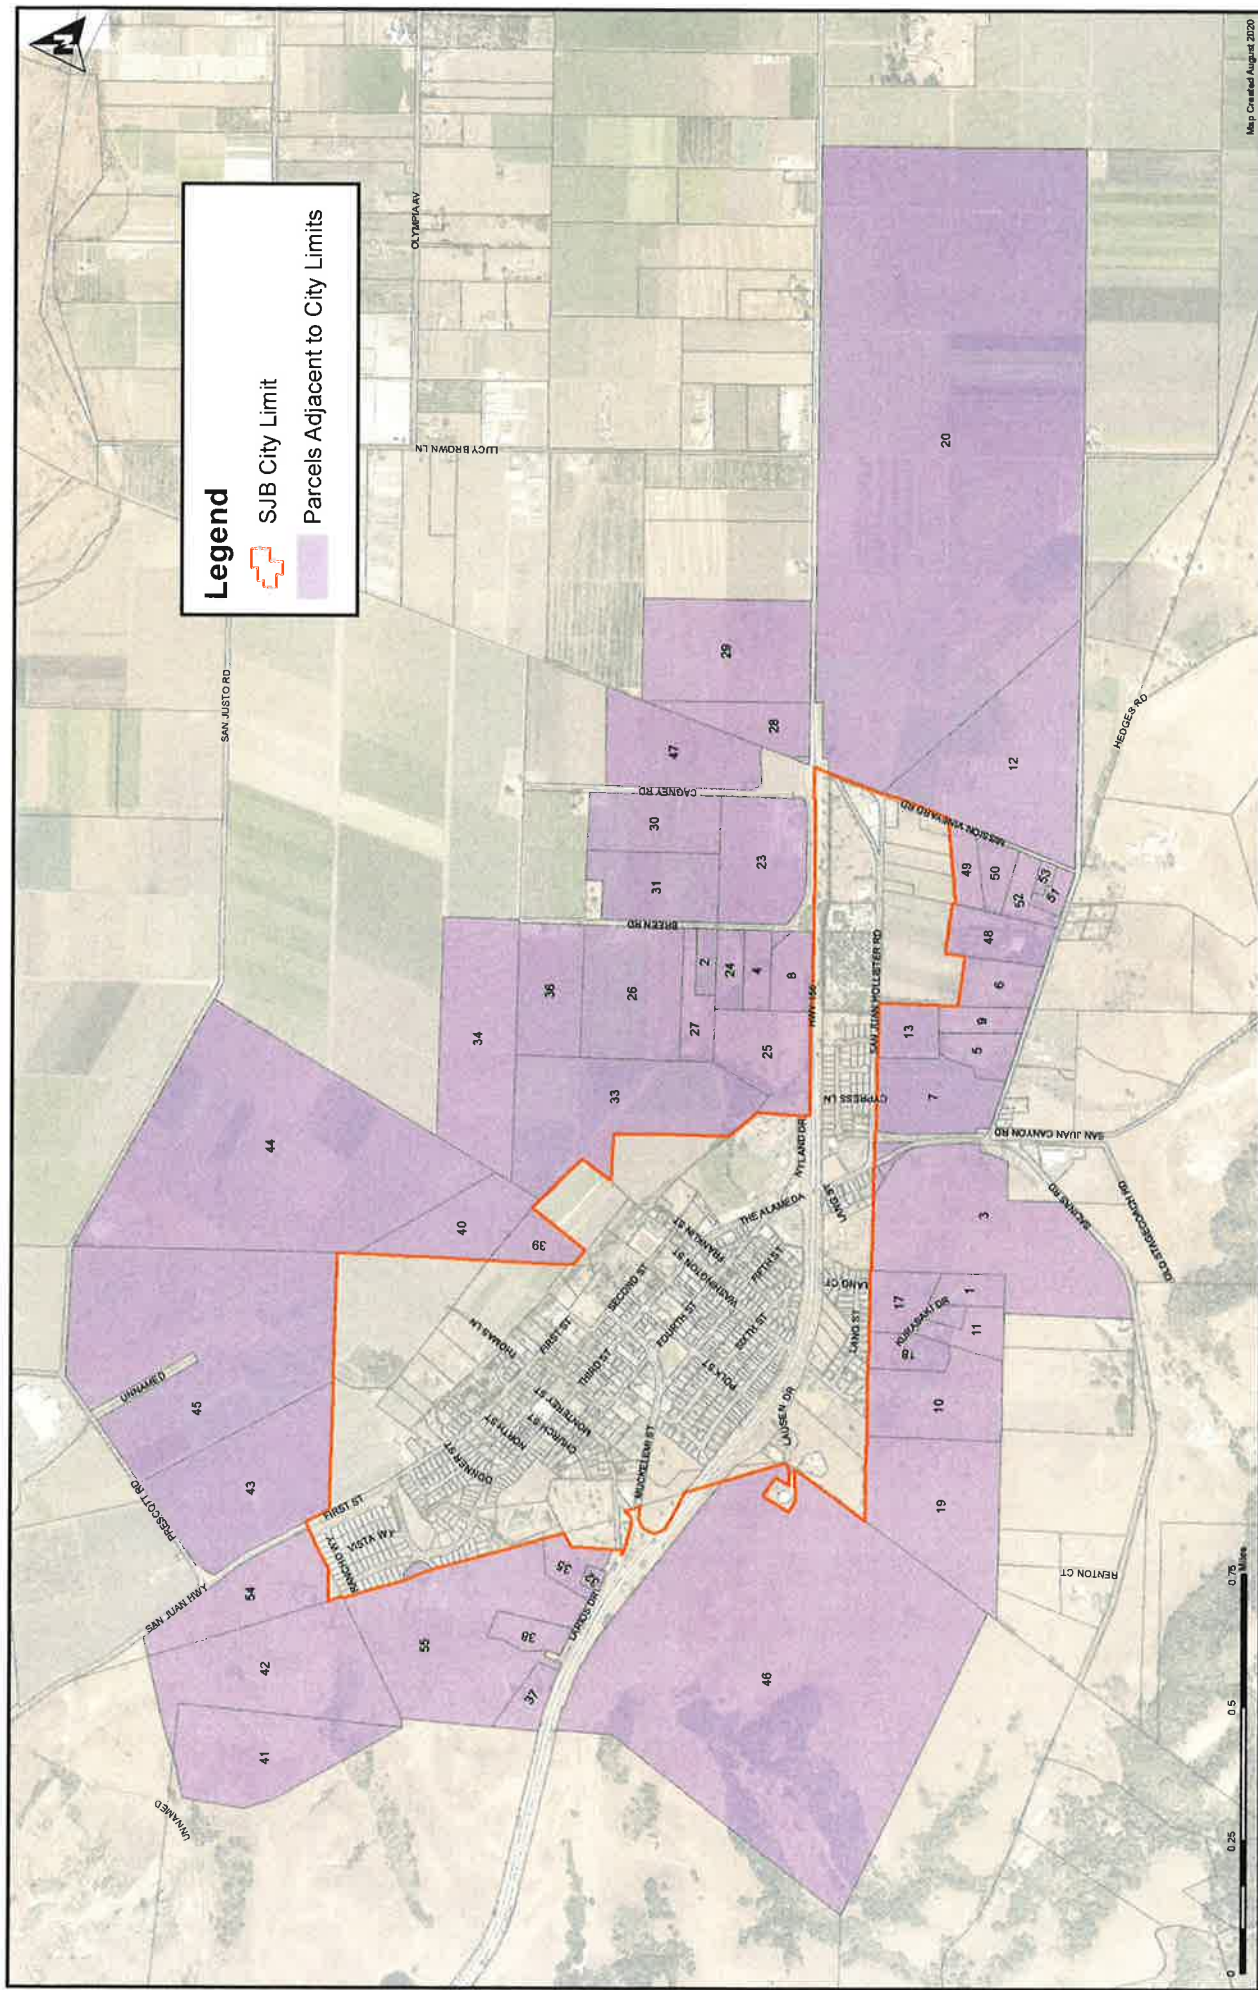 N
Legend
SJB City Limit
Parcels Adjacent to City Limits
SAN JUSTO RD
OLYMPIA AV
LUCY BROWN LN
UNNAMED
PRESCOTT RD
SAN JUAN HWY
UNNAMED
41
42
54
43
45
44
55
37
38
35
LARIOS DR
FIRST ST
RANCHO WY
VISTA WY
DONNER ST
NORTH ST
CHURCH ST
MONTEREY ST
THOMAS LN
FIRST ST
SECOND ST
THIRD ST
FOURTH ST
FIFTH ST
SIXTH ST
POLK ST
WASHINGTON ST
FRANKLIN ST
THE ALAMEDA
MUCKELEMI ST
NYLAND DR
40
39
34
36
33
26
27
2
24
4
8
25
BREEN RD
31
30
23
CAGNEY RD
47
28
29
HWY 156
46
LAUSEN DR
LANG ST
LANG CT
LANG ST
CYPRESS LN
SAN JUAN HOLLISTER RD
MISSION VINEYARD RD
19
10
18
17
KURASAKI DR
1
11
3
7
13
5
9
6
48
49
50
52
51
53
12
20
HEDGES RD
SAN JUAN CANYON RD
SALINAS RD
OLD STAGECOACH RD
RENTON CT
0
0.25
0.5
0.75
Miles
Map Created August 2020